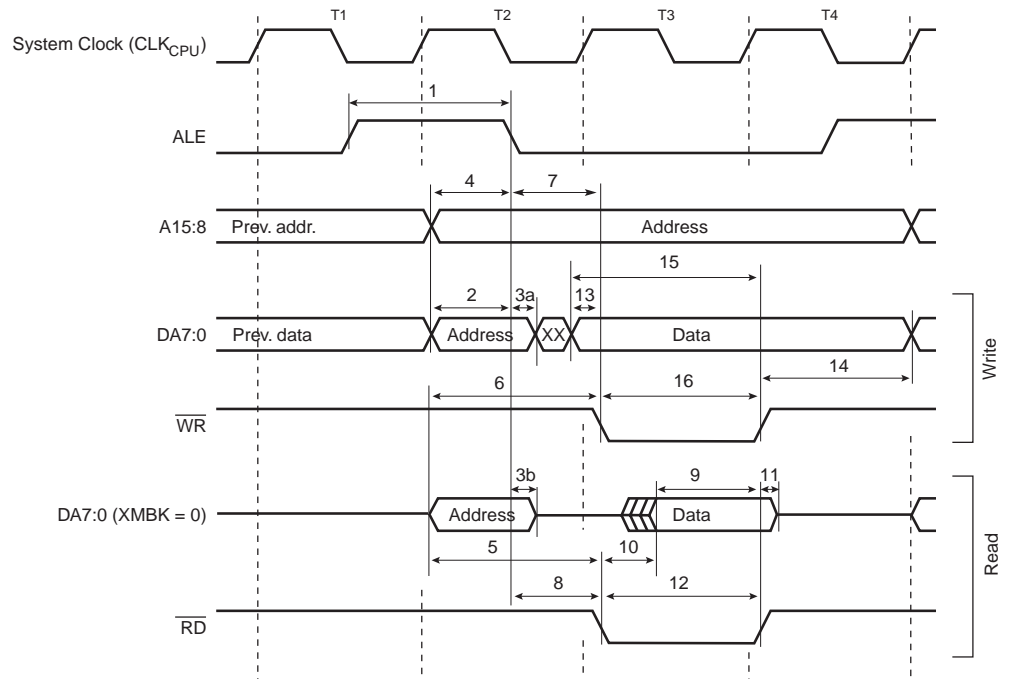 T1 T2 T3 T4
System Clock (CLKCPU)
1
ALE
4 7
A15:8 Prev. addr. Address
15
2 3a 13
DA7:0 Prev. data Address XX Data
14
6 16
WR
Write
3b 9 11
DA7:0 (XMBK = 0) Address Data
5 10
8 12
RD
Read